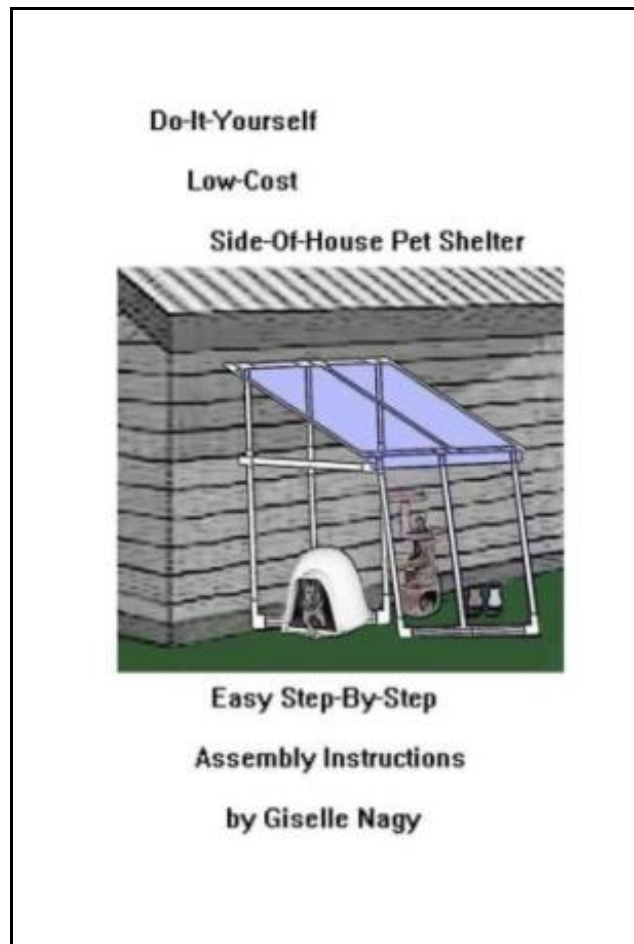 Do-It-Yourself
Low-Cost
Side-Of-House Pet Shelter
Easy Step-By-Step
Assembly Instructions
by Giselle Nagy